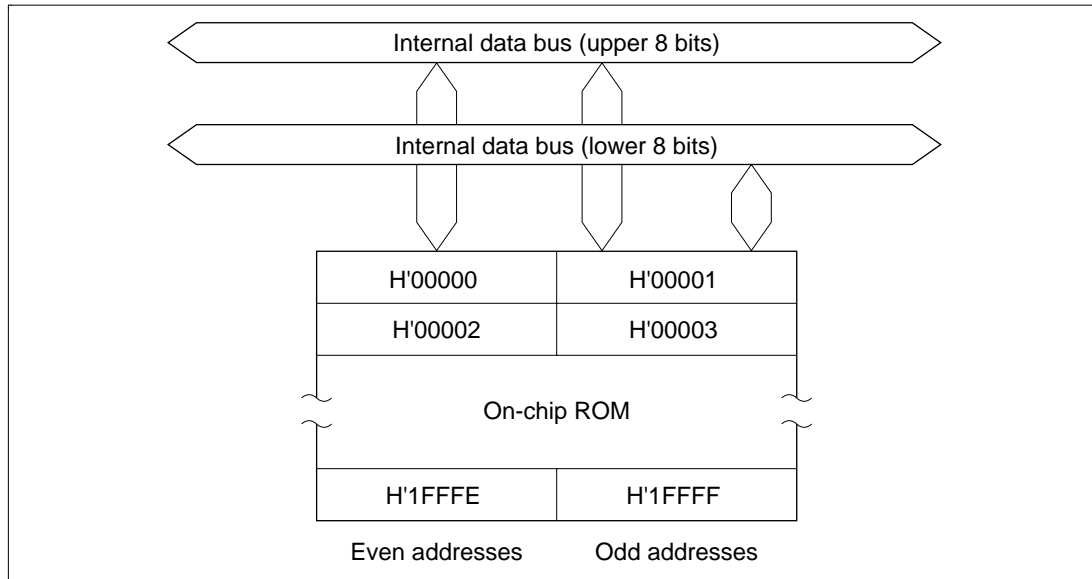 Internal data bus (upper 8 bits)
Internal data bus (lower 8 bits)
H'00000 H'00001
H'00002 H'00003
On-chip ROM
H'1FFFE H'1FFFF
Even addresses Odd addresses